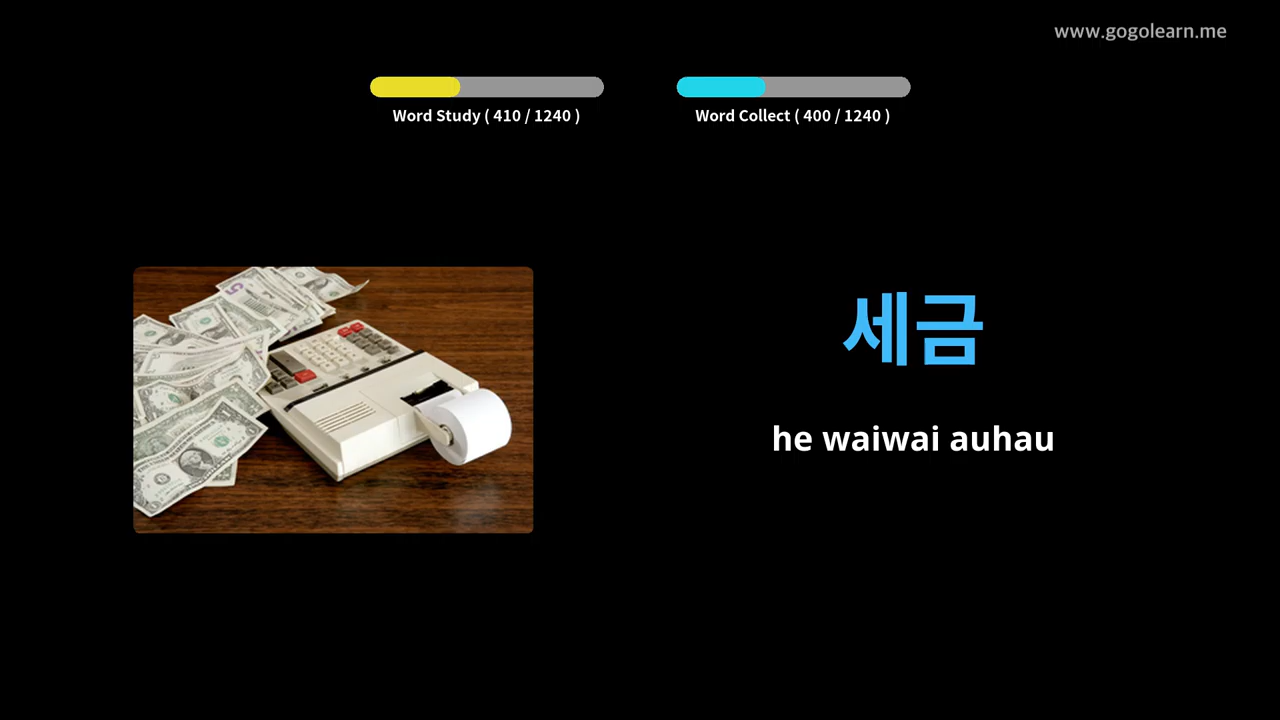 www.gogolearn.me
Word Study ( 410 / 1240 )
Word Collect ( 400 / 1240 )
세금
he waiwai auhau